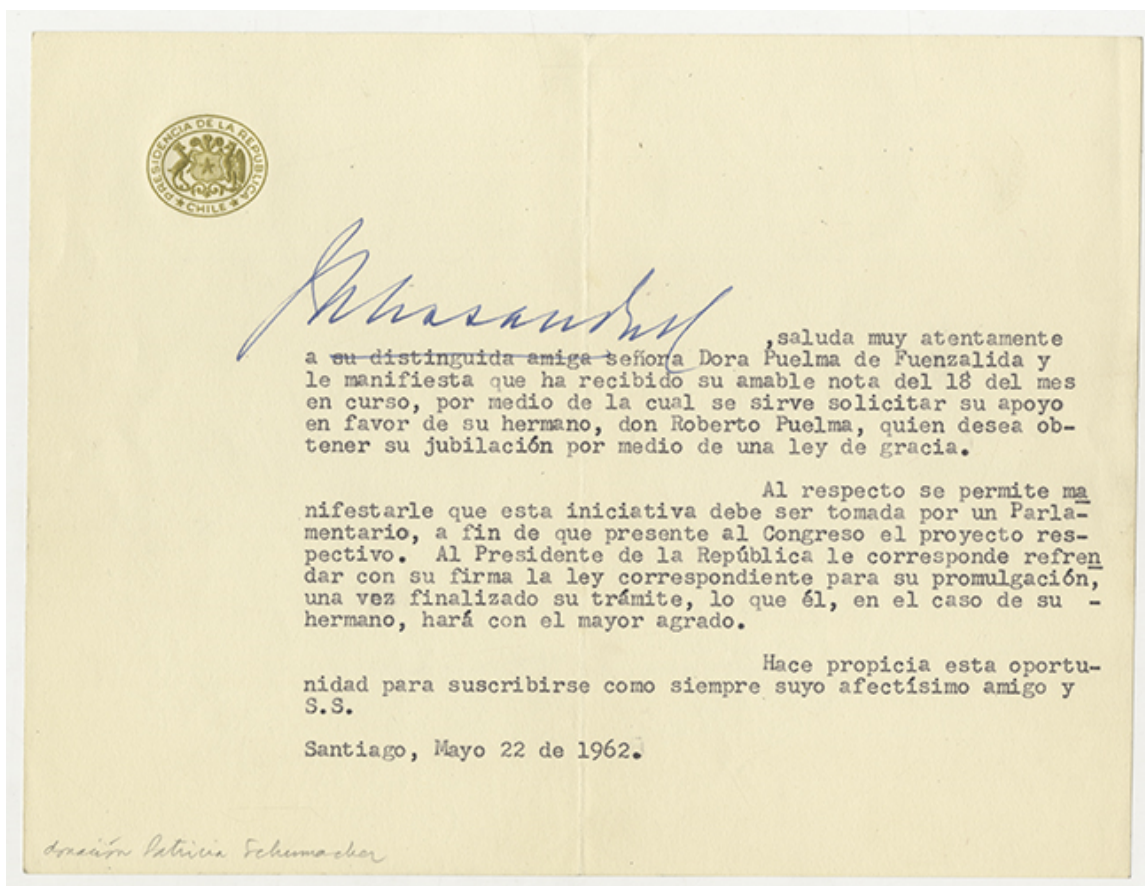 PRESIDENCIA DE LA REPUBLICA
★ CHILE ★
,saluda muy atentamente
a su distinguida amiga señora Dora Puelma de Fuenzalida y
le manifiesta que ha recibido su amable nota del 18 del mes
en curso, por medio de la cual se sirve solicitar su apoyo
en favor de su hermano, don Roberto Puelma, quien desea ob-
tener su jubilación por medio de una ley de gracia.
Al respecto se permite ma
nifestarle que esta iniciativa debe ser tomada por un Parla-
mentario, a fin de que presente al Congreso el proyecto res-
pectivo. Al Presidente de la República le corresponde refren
dar con su firma la ley correspondiente para su promulgación,
una vez finalizado su trámite, lo que él, en el caso de su -
hermano, hará con el mayor agrado.
Hace propicia esta oportu-
nidad para suscribirse como siempre suyo afectísimo amigo y
S.S.
Santiago, Mayo 22 de 1962.
donación Patricia Schumacher